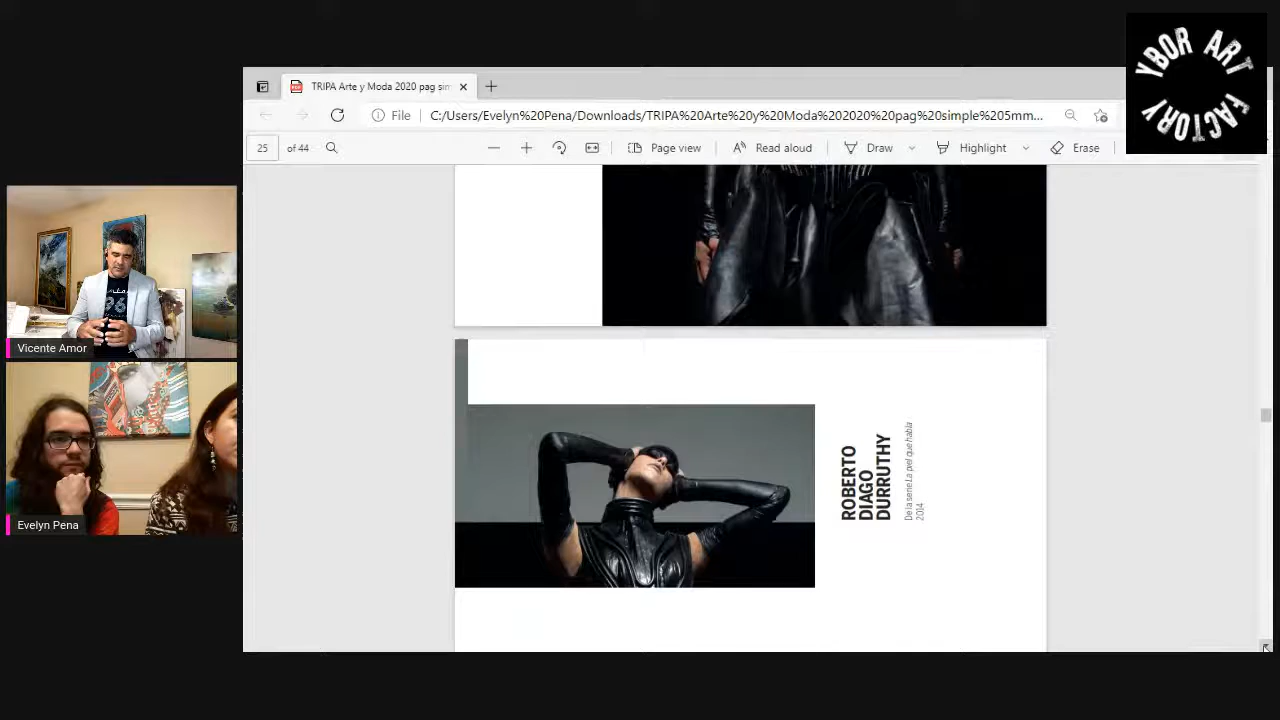 YBOR ART FACTORY
TRIPA Arte y Moda 2020 pag sim
File
C:/Users/Evelyn%20Pena/Downloads/TRIPA%20Arte%20y%20Moda%202020%20pag%20simple%205mm...
25
of 44
Page view
Read aloud
Draw
Highlight
Erase
96
Vicente Amor
Evelyn Pena
ROBERTO
DIAGO
DURRUTHY
De la serie La piel que habla
2014